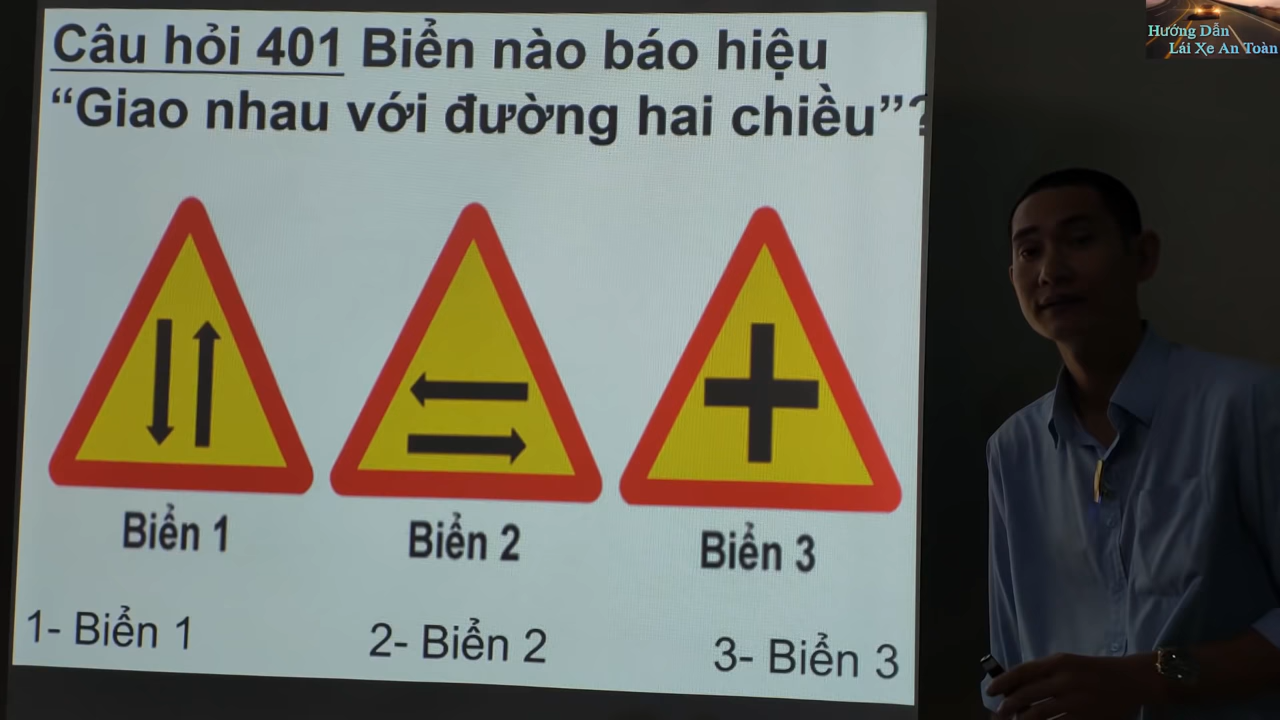 Câu hỏi 401 Biển nào báo hiệu
“Giao nhau với đường hai chiều”?
Biển 1
Biển 2
Biển 3
1- Biển 1
2- Biển 2
3- Biển 3
Hướng Dẫn
Lái Xe An Toàn